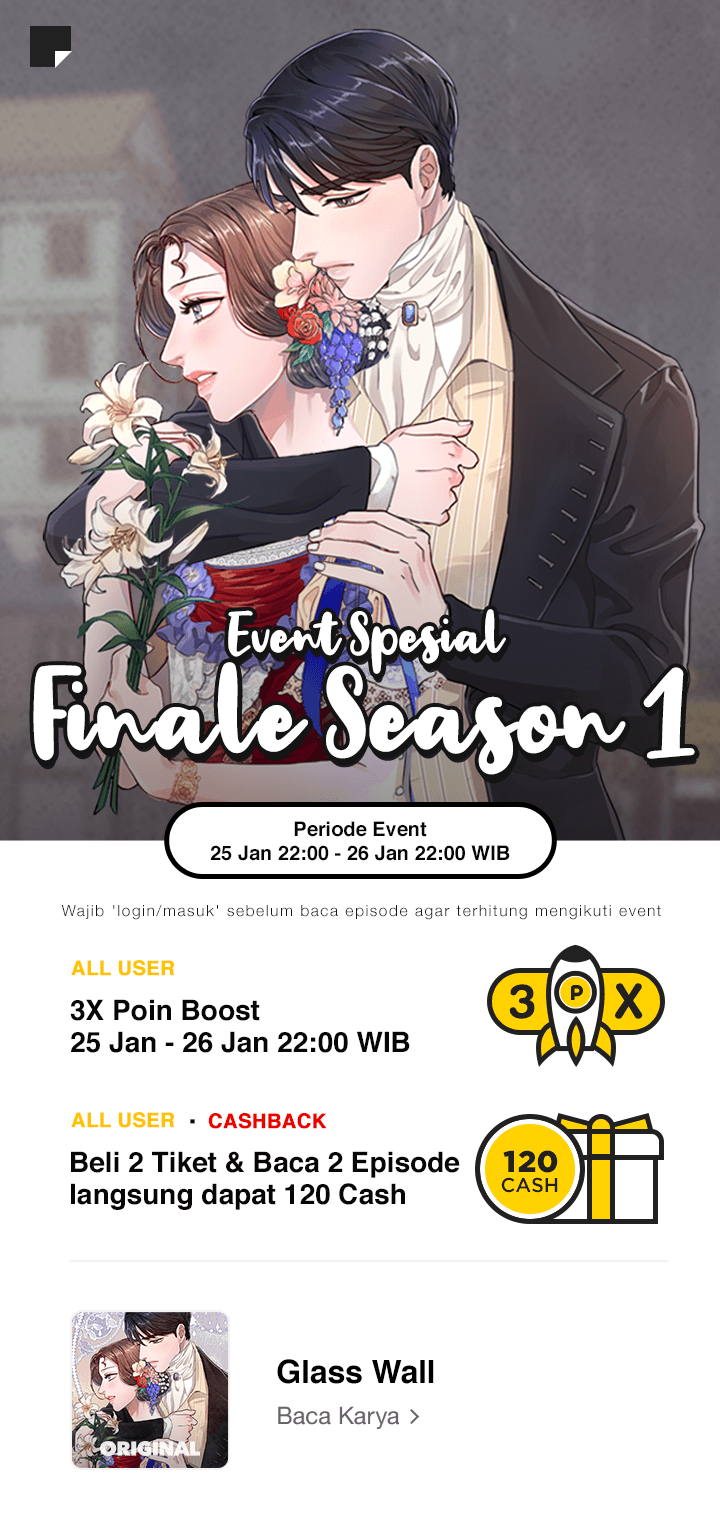 Event Spesial
Finale Season 1
Periode Event
25 Jan 22:00 - 26 Jan 22:00 WIB
Wajib 'login/masuk' sebelum baca episode agar terhitung mengikuti event
ALL USER
3X Poin Boost
25 Jan - 26 Jan 22:00 WIB
3 P X
ALL USER · CASHBACK
Beli 2 Tiket & Baca 2 Episode
langsung dapat 120 Cash
120
CASH
ORIGINAL
Glass Wall
Baca Karya >